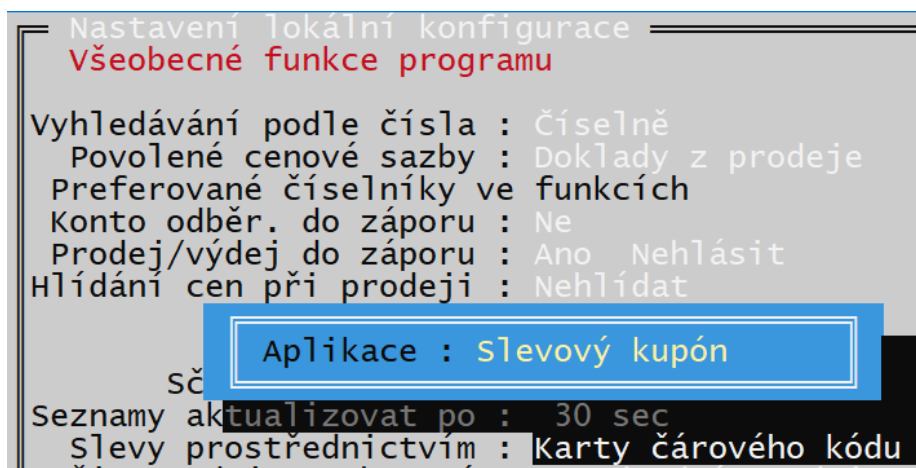 Nastavení lokální konfigurace
Všeobecné funkce programu
Vyhledávání podle čísla : Číselně
Povolené cenové sazby : Doklady z prodeje
Preferované číselníky ve funkcích
Konto odběr. do záporu : Ne
Prodej/výdej do záporu : Ano Nehlásit
Hlídání cen při prodeji : Nehlídat
Aplikace : Slevový kupón
Sč
Seznamy aktualizovat po : 30 sec
Slevy prostřednictvím : Karty čárového kódu